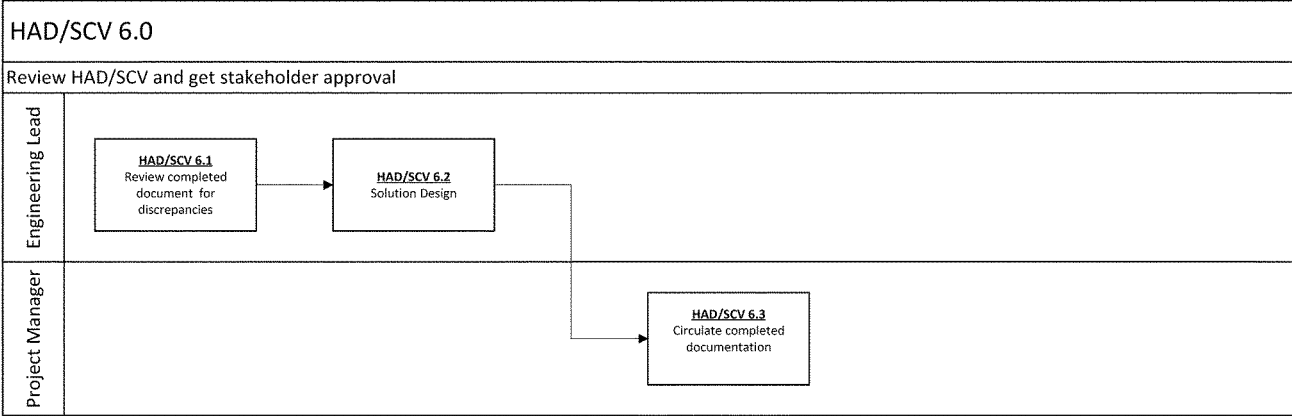 HAD/SCV 6.0
Review HAD/SCV and get stakeholder approval
Engineering Lead
HAD/SCV 6.1
Review completed
document for
discrepancies
HAD/SCV 6.2
Solution Design
Project Manager
HAD/SCV 6.3
Circulate completed
documentation